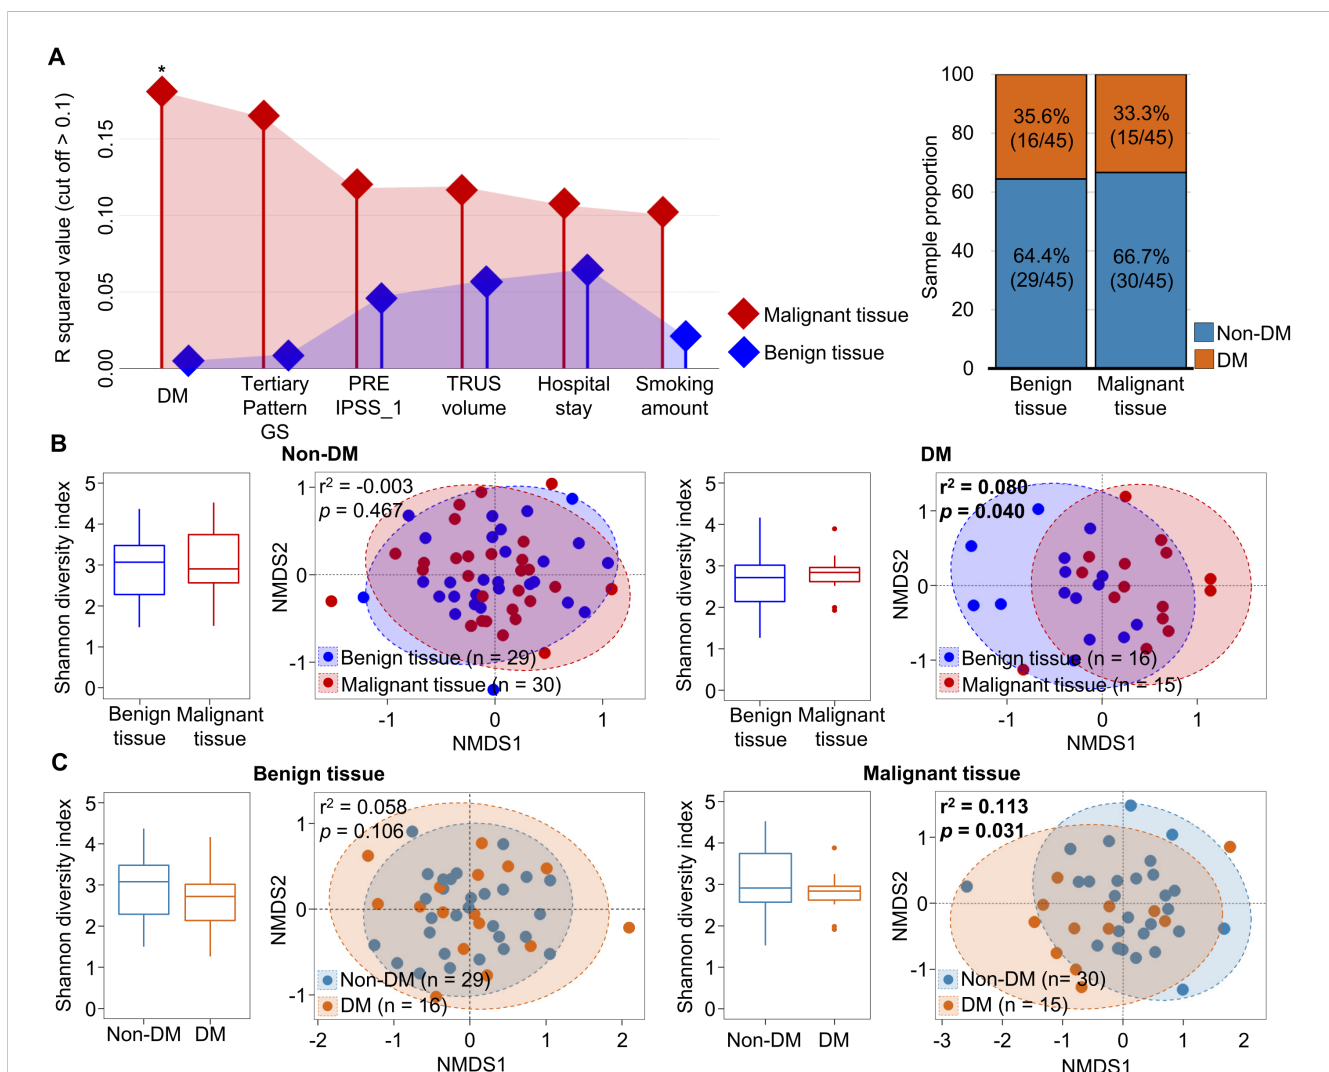 A
*
R squared value (cut off > 0.1)
0.15
0.10
0.05
0.00
DM
Tertiary
Pattern
GS
PRE
IPSS_1
TRUS
volume
Hospital
stay
Smoking
amount
Malignant tissue
Benign tissue
Sample proportion
100
80
60
40
20
0
35.6%
(16/45)
33.3%
(15/45)
64.4%
(29/45)
66.7%
(30/45)
Benign
tissue
Malignant
tissue
Non-DM
DM
B
Non-DM
Shannon diversity index
5
4
3
2
1
0
Benign
tissue
Malignant
tissue
r² = -0.003
p = 0.467
NMDS2
1
0
-1
Benign tissue (n = 29)
Malignant tissue (n = 30)
-1
0
1
NMDS1
DM
Shannon diversity index
5
4
3
2
1
0
Benign
tissue
Malignant
tissue
r² = 0.080
p = 0.040
NMDS2
1
0
-1
Benign tissue (n = 16)
Malignant tissue (n = 15)
-1
0
1
NMDS1
C
Benign tissue
Shannon diversity index
5
4
3
2
1
0
Non-DM
DM
r² = 0.058
p = 0.106
NMDS2
1
0
-1
Non-DM (n = 29)
DM (n = 16)
-2
-1
0
1
2
NMDS1
Malignant tissue
Shannon diversity index
5
4
3
2
1
0
Non-DM
DM
r² = 0.113
p = 0.031
NMDS2
1
0
-1
Non-DM (n= 30)
DM (n = 15)
-3
-2
-1
0
1
2
NMDS1